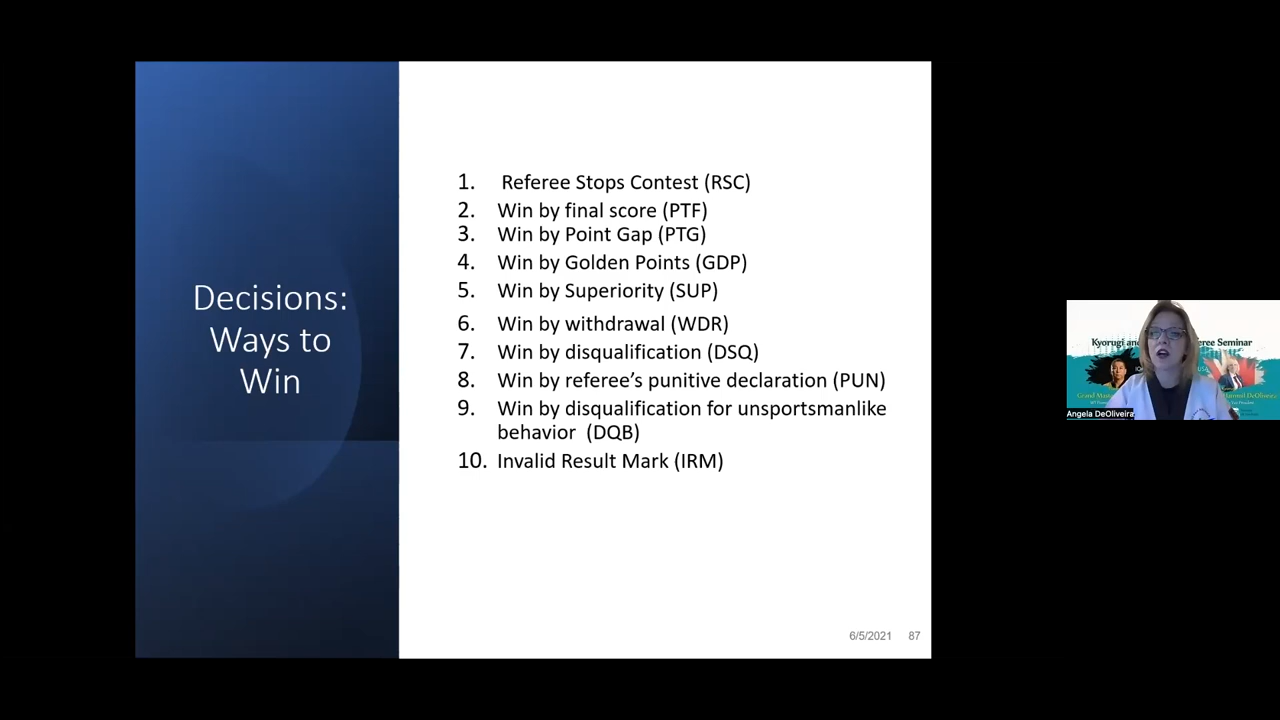 Decisions:
Ways to
Win
1. Referee Stops Contest (RSC)
2. Win by final score (PTF)
3. Win by Point Gap (PTG)
4. Win by Golden Points (GDP)
5. Win by Superiority (SUP)
6. Win by withdrawal (WDR)
7. Win by disqualification (DSQ)
8. Win by referee’s punitive declaration (PUN)
9. Win by disqualification for unsportsmanlike
behavior (DQB)
10. Invalid Result Mark (IRM)
6/5/2021 87
Kyorugi and Seminar
Angela DeOliveira